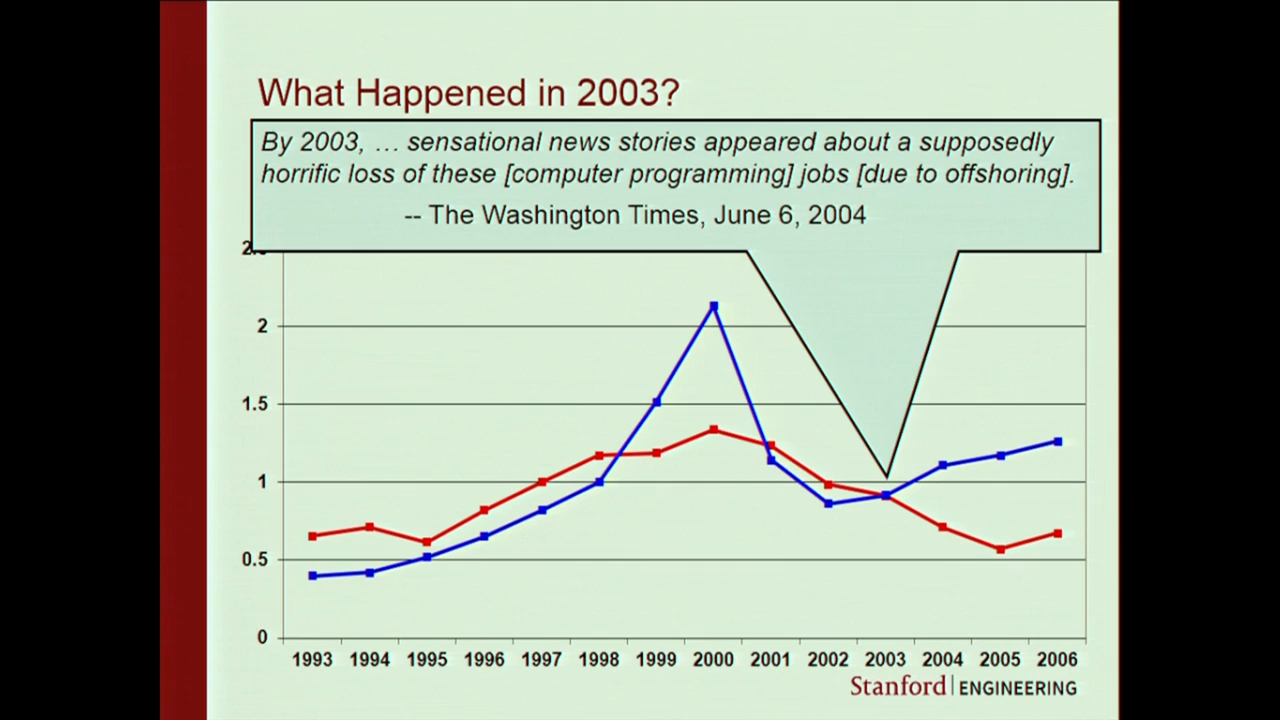 What Happened in 2003?
By 2003, … sensational news stories appeared about a supposedly
horrific loss of these [computer programming] jobs [due to offshoring].
-- The Washington Times, June 6, 2004
2
1.5
1
0.5
0
1993 1994 1995 1996 1997 1998 1999 2000 2001 2002 2003 2004 2005 2006
Stanford ENGINEERING